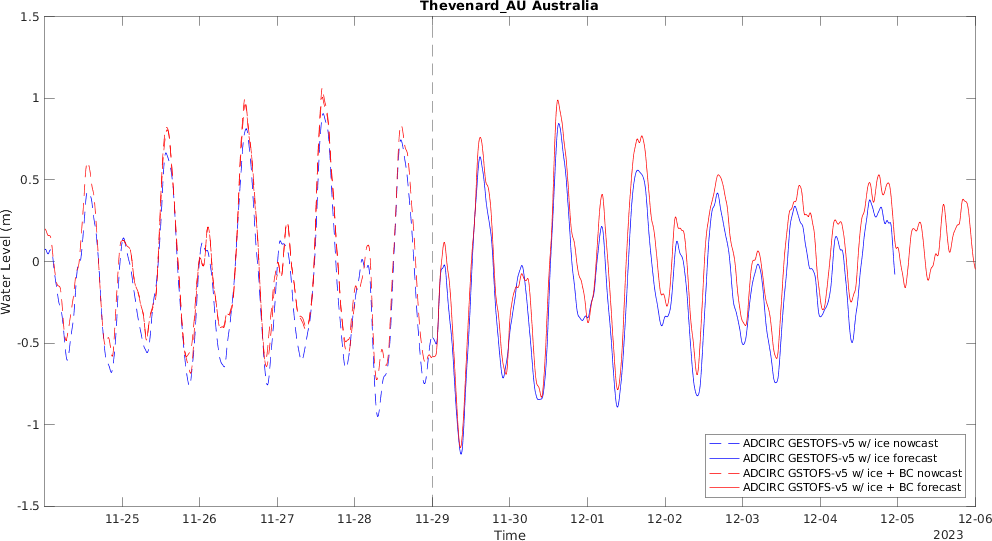 Thevenard_AU Australia
1.5
1
0.5
0
-0.5
-1
-1.5
Water Level (m)
11-25 11-26 11-27 11-28 11-29 11-30 12-01 12-02 12-03 12-04 12-05 12-06
Time
2023
ADCIRC GESTOFS-v5 w/ ice nowcast
ADCIRC GESTOFS-v5 w/ ice forecast
ADCIRC GSTOFS-v5 w/ ice + BC nowcast
ADCIRC GSTOFS-v5 w/ ice + BC forecast